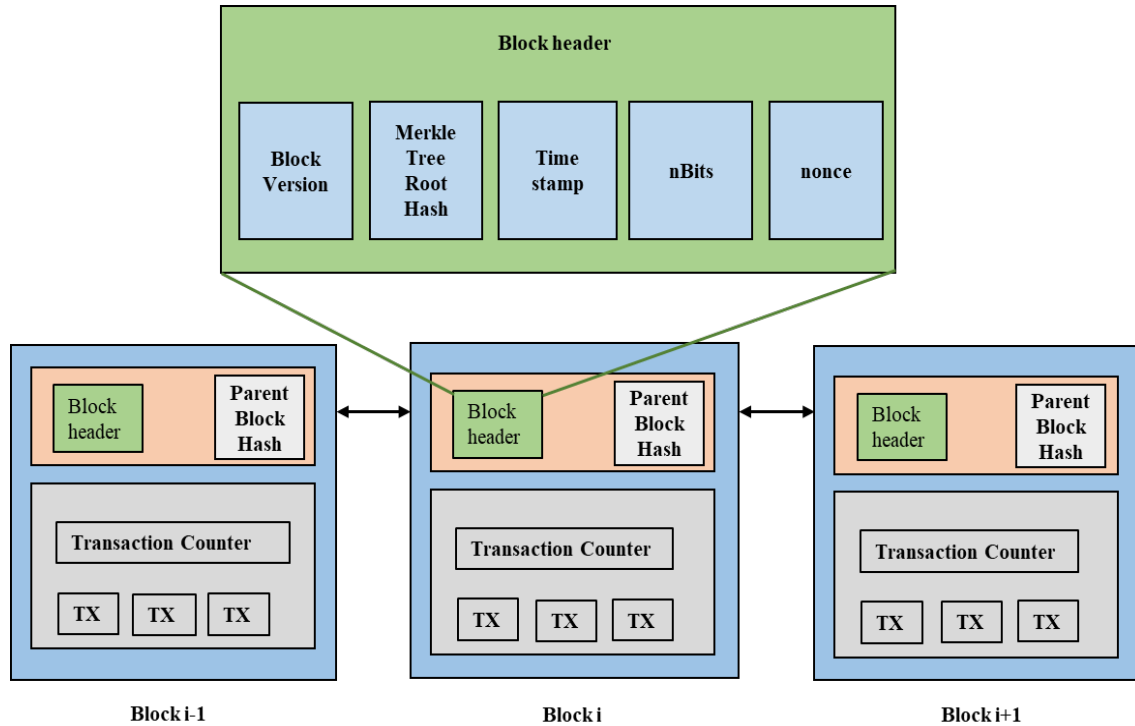 Block header
Block
Version
Merkle
Tree
Root
Hash
Time
stamp
nBits
nonce
Block
header
Parent
Block
Hash
Transaction Counter
TX TX TX
Block i-1
Block
header
Parent
Block
Hash
Transaction Counter
TX TX TX
Block i
Block
header
Parent
Block
Hash
Transaction Counter
TX TX TX
Block i+1